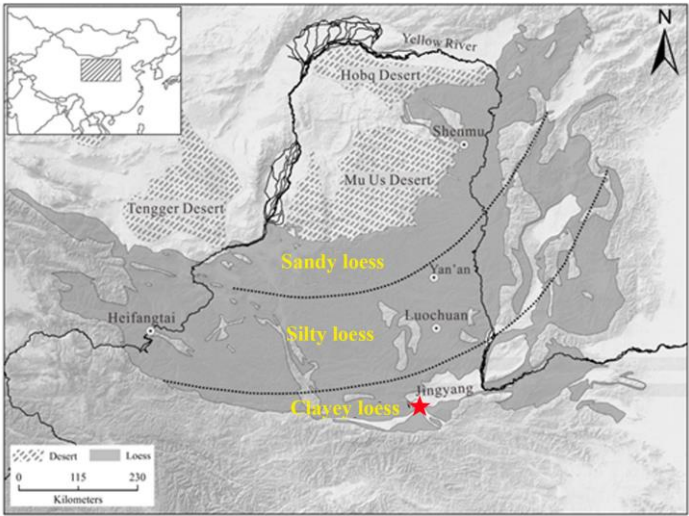 N
Yellow River
Hobq Desert
Shenmu
Mu Us Desert
Tengger Desert
Sandy loess
Yan'an
Heifangtai
Silty loess
Luochuan
Jingyang
Clayey loess
Desert
Loess
0 115 230
Kilometers